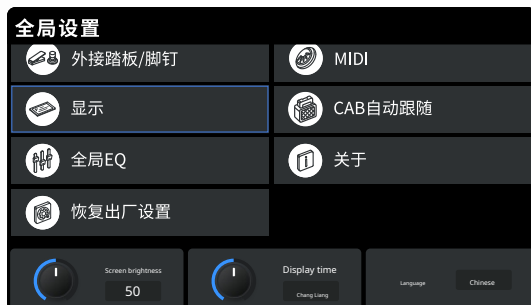 全局设置
外接踏板/脚钉
MIDI
显示
CAB自动跟随
全局EQ
关于
恢复出厂设置
Screen brightness
50
Display time
Chang Liang
Language
Chinese